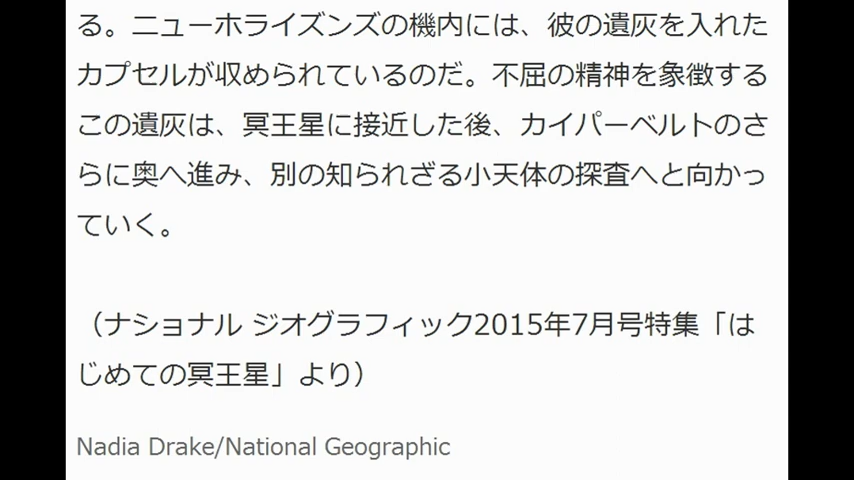 る。ニューホライズンズの機内には、彼の遺灰を入れた
カプセルが収められているのだ。不屈の精神を象徴する
この遺灰は、冥王星に接近した後、カイパーベルトのさ
らに奥へ進み、別の知られざる小天体の探査へと向かっ
ていく。
（ナショナル ジオグラフィック2015年7月号特集「は
じめての冥王星」より）
Nadia Drake/National Geographic